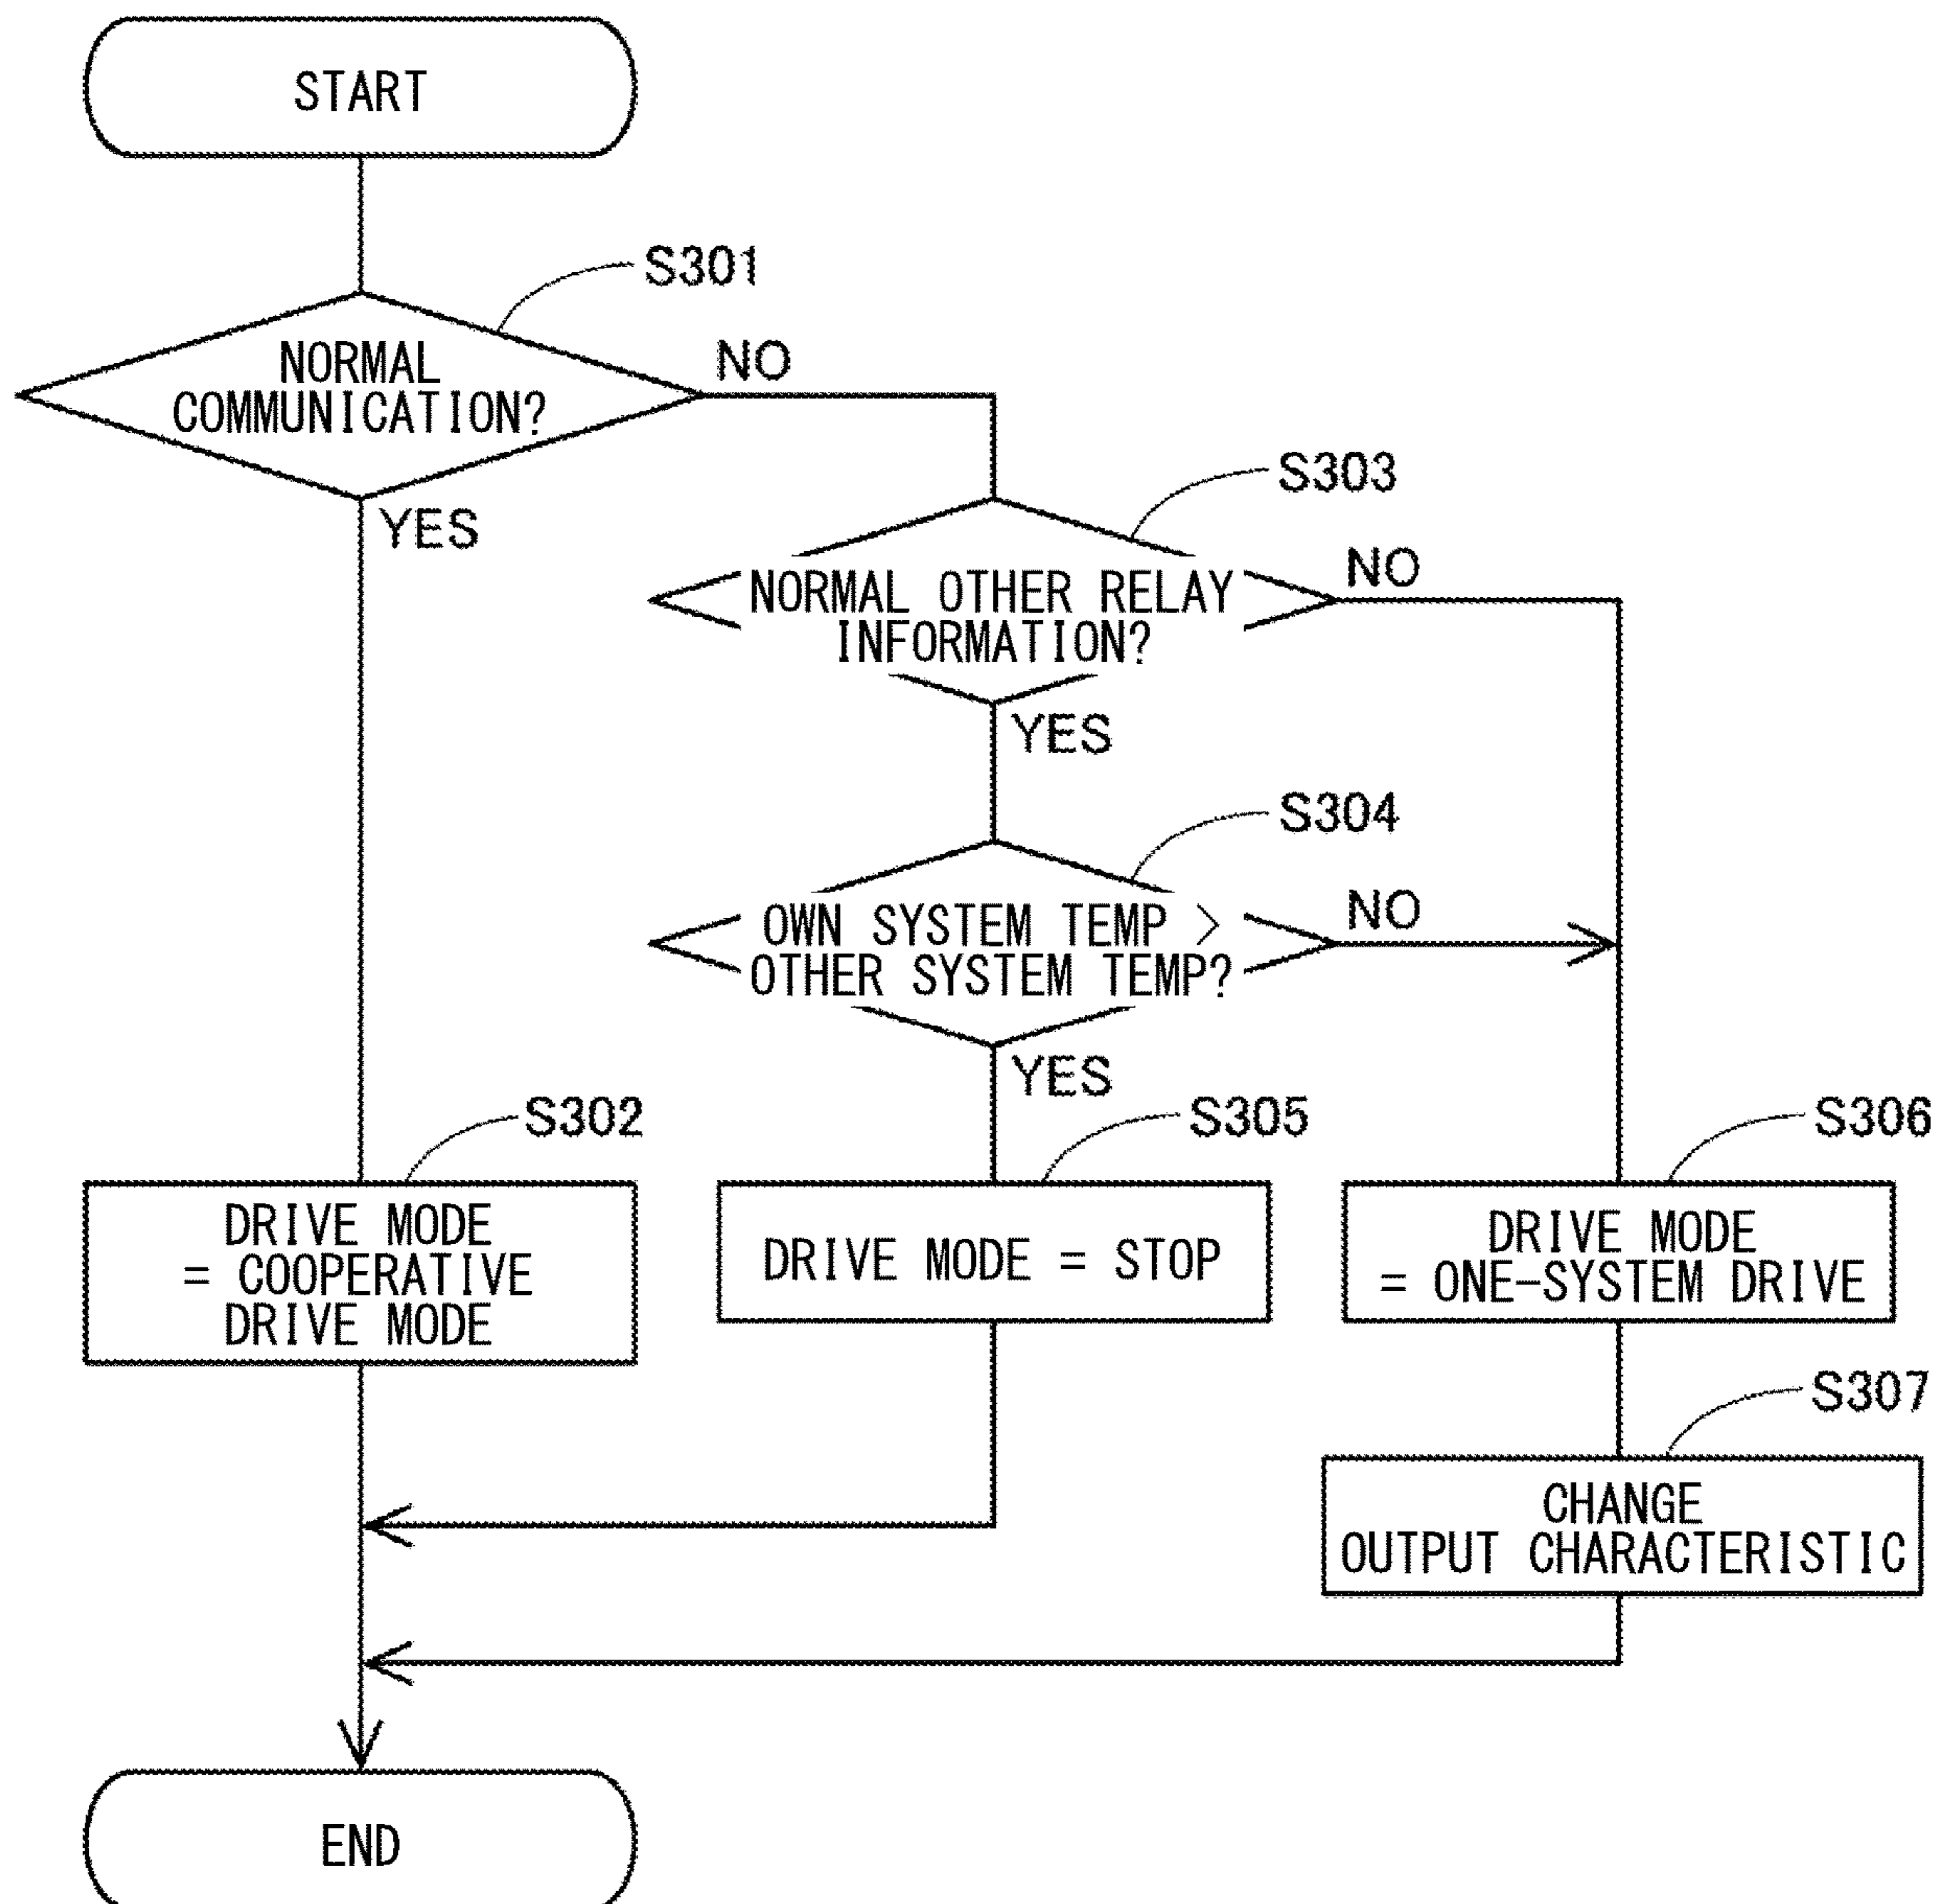 START
S301
NORMAL
COMMUNICATION?
NO
YES
S303
NORMAL OTHER RELAY
INFORMATION?
NO
YES
S304
OWN SYSTEM TEMP >
OTHER SYSTEM TEMP?
NO
YES
S302
DRIVE MODE
= COOPERATIVE
DRIVE MODE
S305
DRIVE MODE = STOP
S306
DRIVE MODE
= ONE-SYSTEM DRIVE
S307
CHANGE
OUTPUT CHARACTERISTIC
END